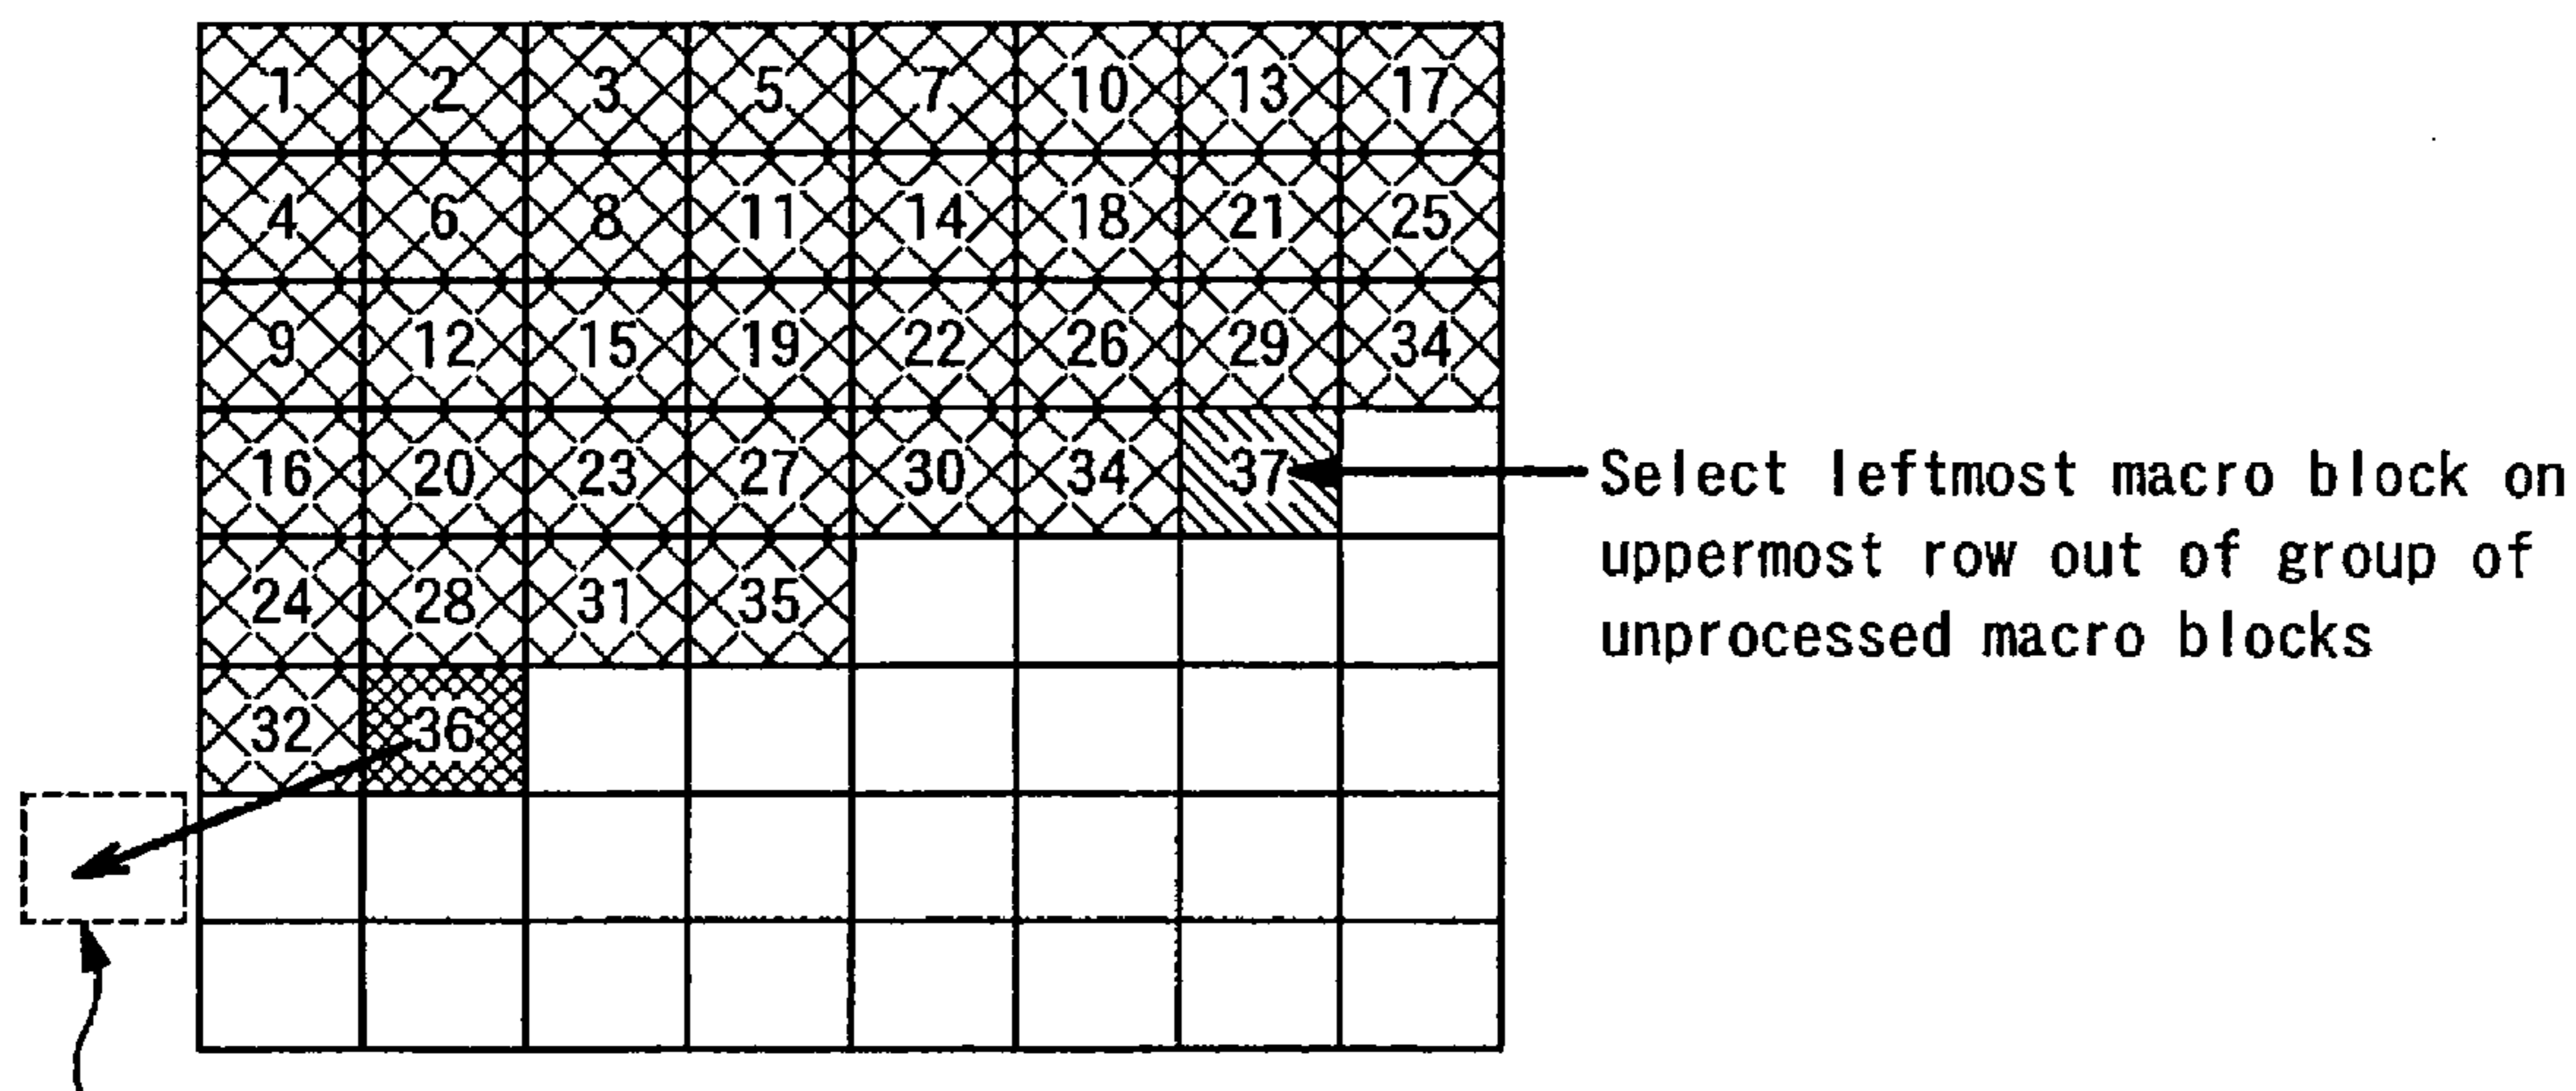 1 2 3 5 7 10 13 17
4 6 8 11 14 18 21 25
9 12 15 19 22 26 29 34
16 20 23 27 30 34 37
Select leftmost macro block on
uppermost row out of group of
unprocessed macro blocks
24 28 31 35
32 36